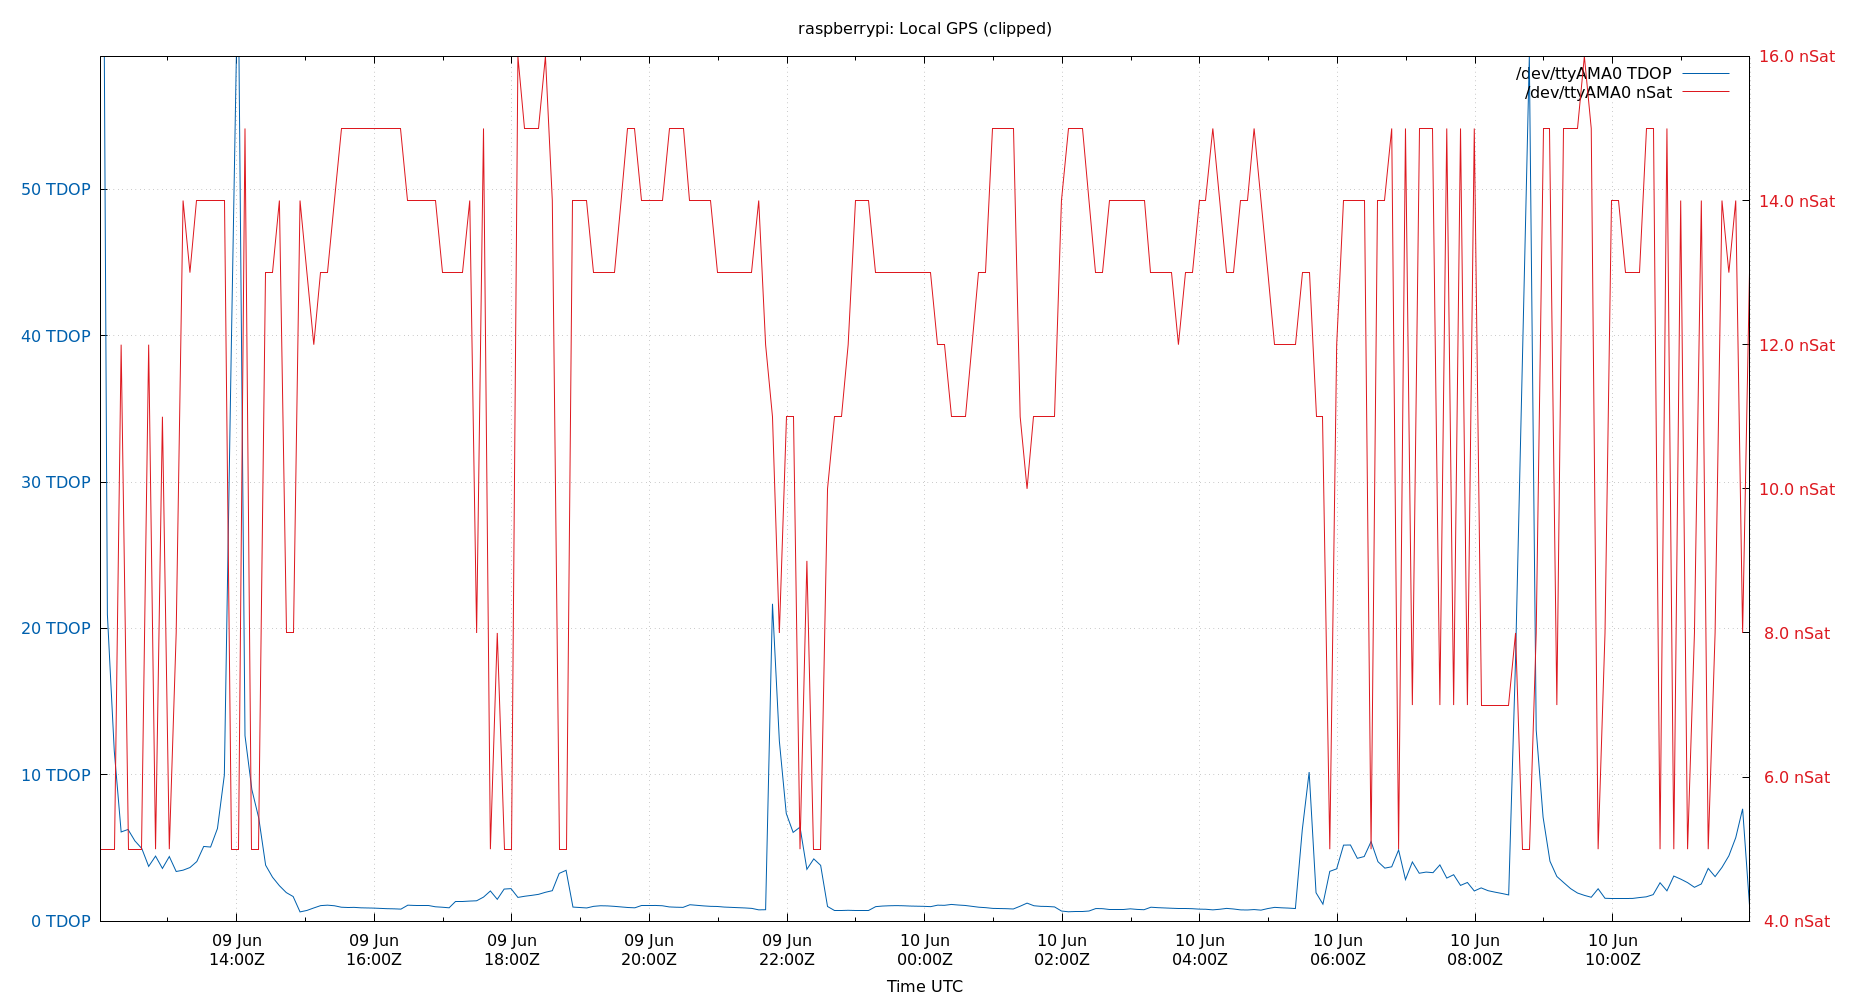 raspberrypi: Local GPS (clipped)
16.0 nSat
/dev/ttyAMA0 TDOP
/dev/ttyAMA0 nSat
50 TDOP
14.0 nSat
40 TDOP
12.0 nSat
30 TDOP
10.0 nSat
20 TDOP
8.0 nSat
10 TDOP
6.0 nSat
0 TDOP
4.0 nSat
09 Jun 09 Jun 09 Jun 09 Jun 09 Jun 10 Jun 10 Jun 10 Jun 10 Jun 10 Jun 10 Jun
14:00Z 16:00Z 18:00Z 20:00Z 22:00Z 00:00Z 02:00Z 04:00Z 06:00Z 08:00Z 10:00Z
Time UTC